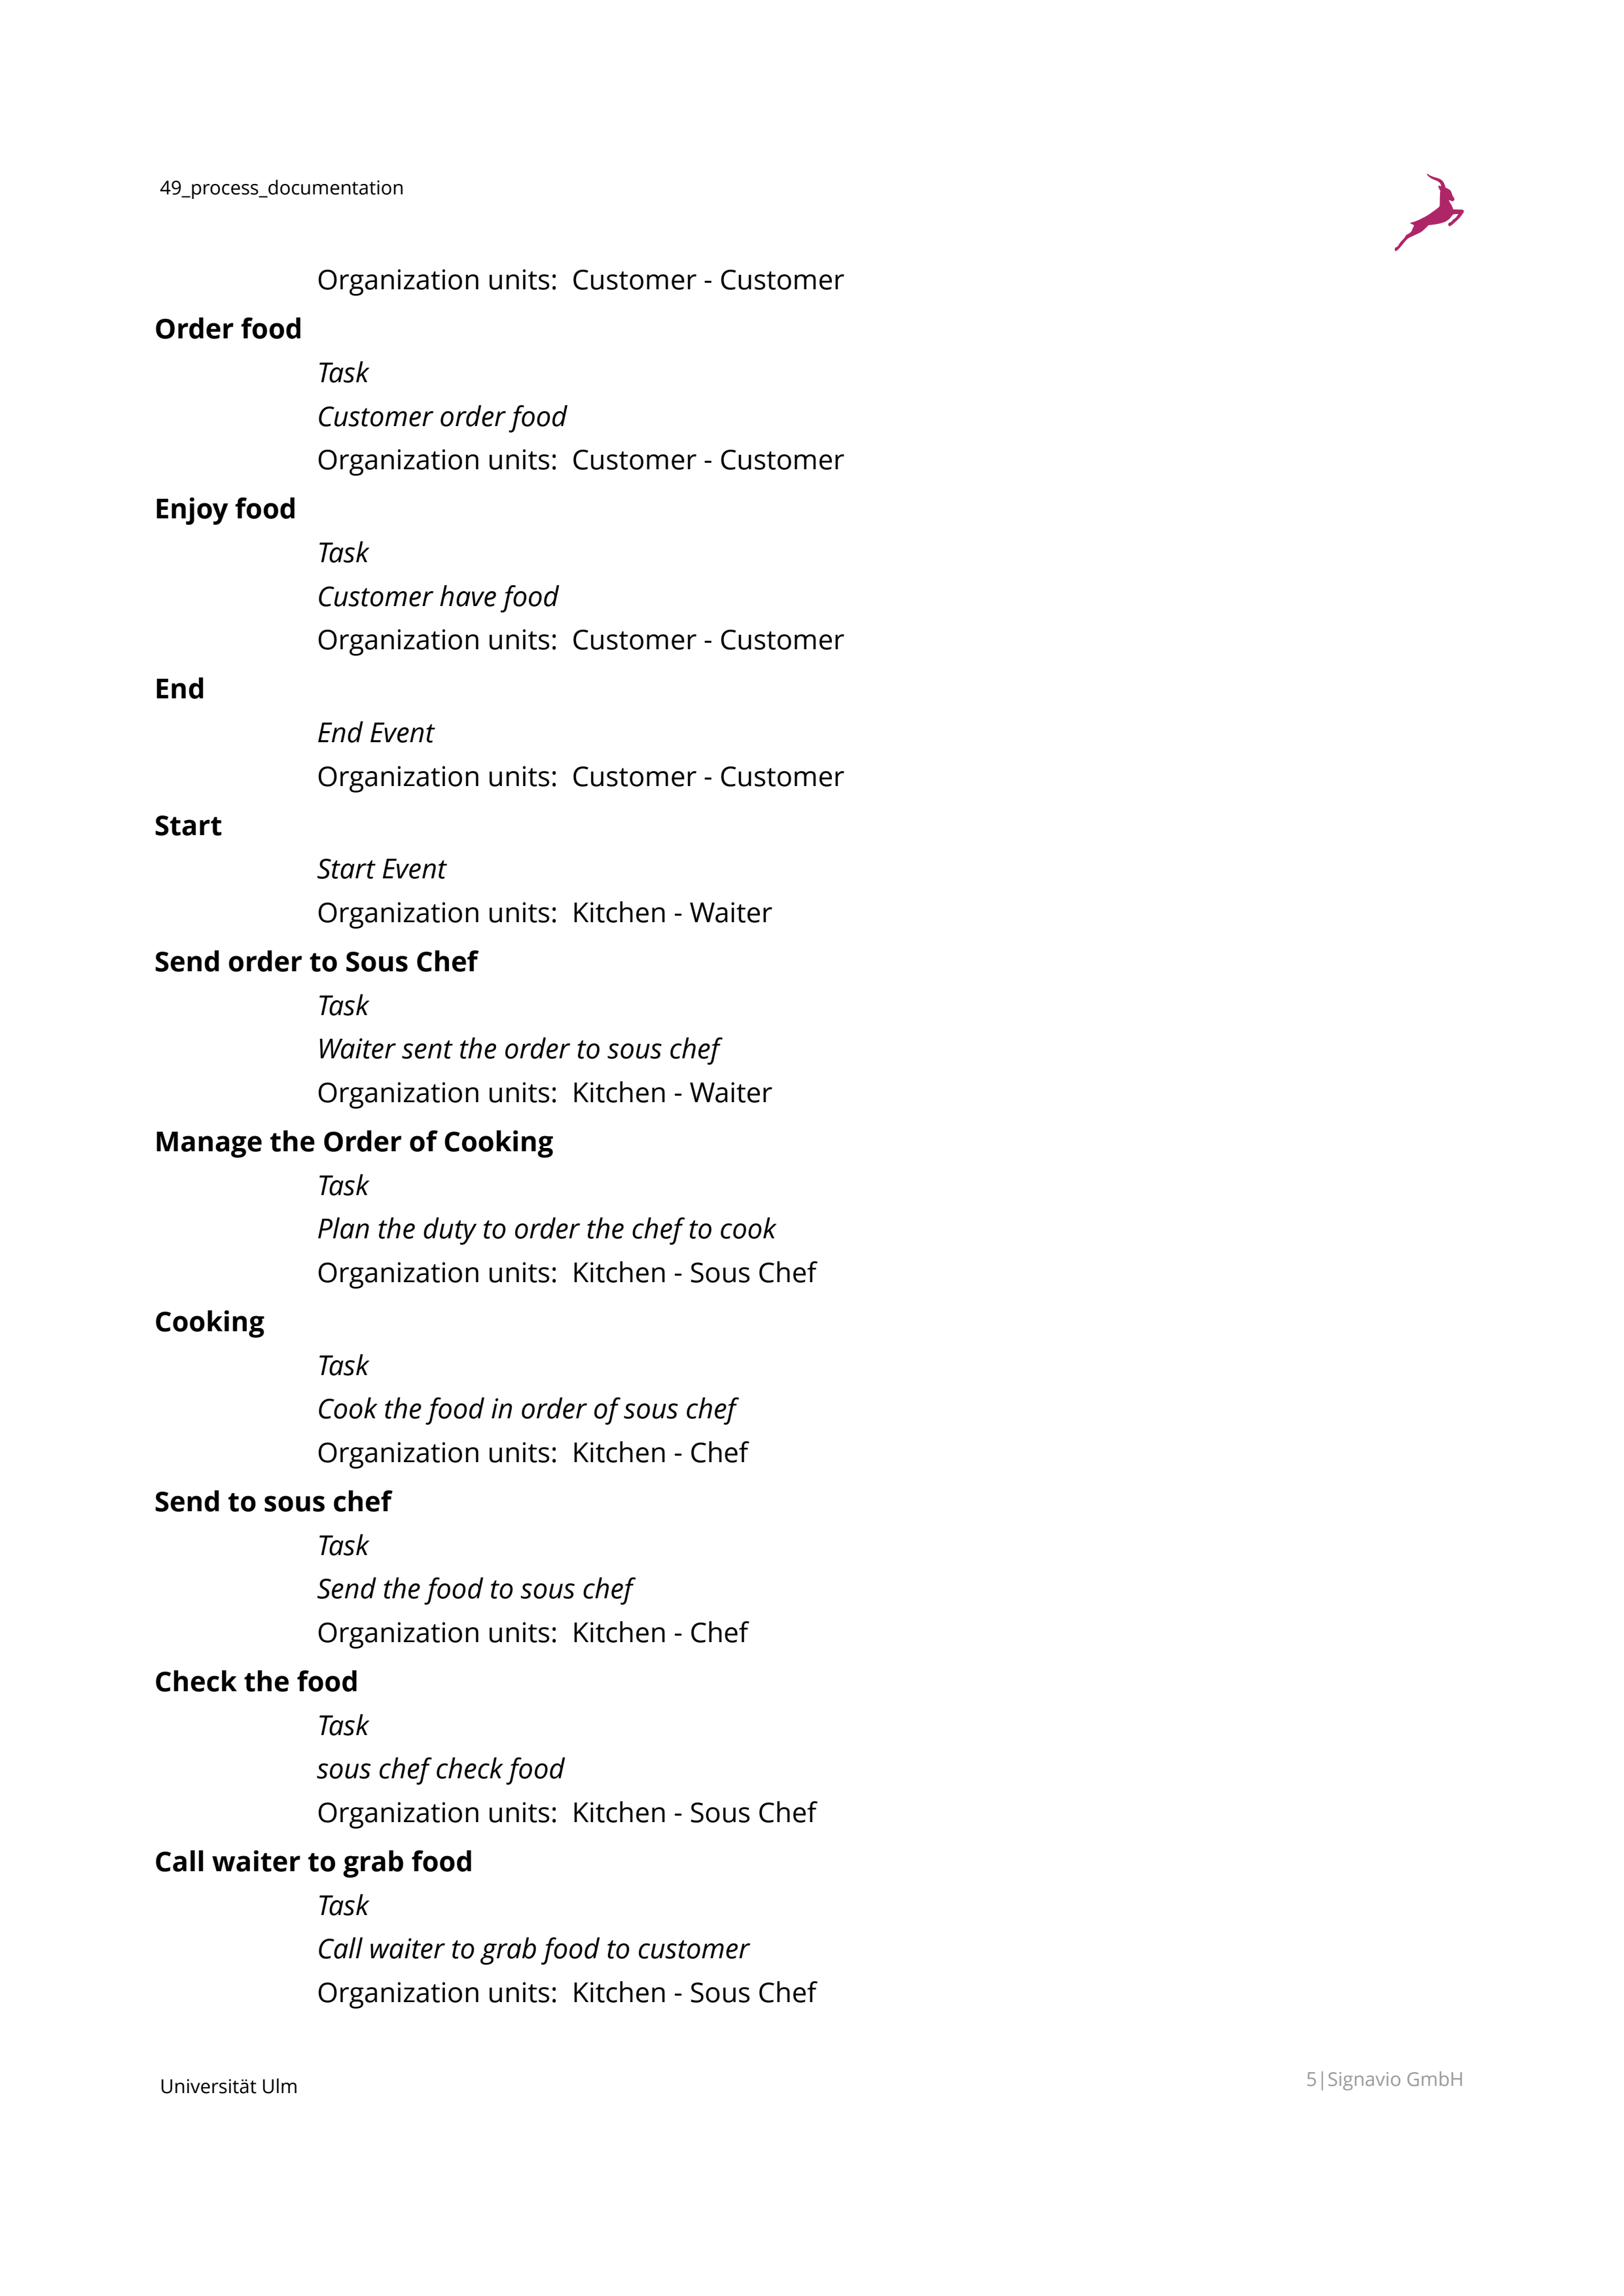 49_process_documentation
Organization units:  Customer - Customer
Order food
Task
Customer order food
Organization units:  Customer - Customer
Enjoy food
Task
Customer have food
Organization units:  Customer - Customer
End
End Event
Organization units:  Customer - Customer
Start
Start Event
Organization units:  Kitchen - Waiter
Send order to Sous Chef
Task
Waiter sent the order to sous chef
Organization units:  Kitchen - Waiter
Manage the Order of Cooking
Task
Plan the duty to order the chef to cook
Organization units:  Kitchen - Sous Chef
Cooking
Task
Cook the food in order of sous chef
Organization units:  Kitchen - Chef
Send to sous chef
Task
Send the food to sous chef
Organization units:  Kitchen - Chef
Check the food
Task
sous chef check food
Organization units:  Kitchen - Sous Chef
Call waiter to grab food
Task
Call waiter to grab food to customer
Organization units:  Kitchen - Sous Chef
Universität Ulm
5|Signavio GmbH